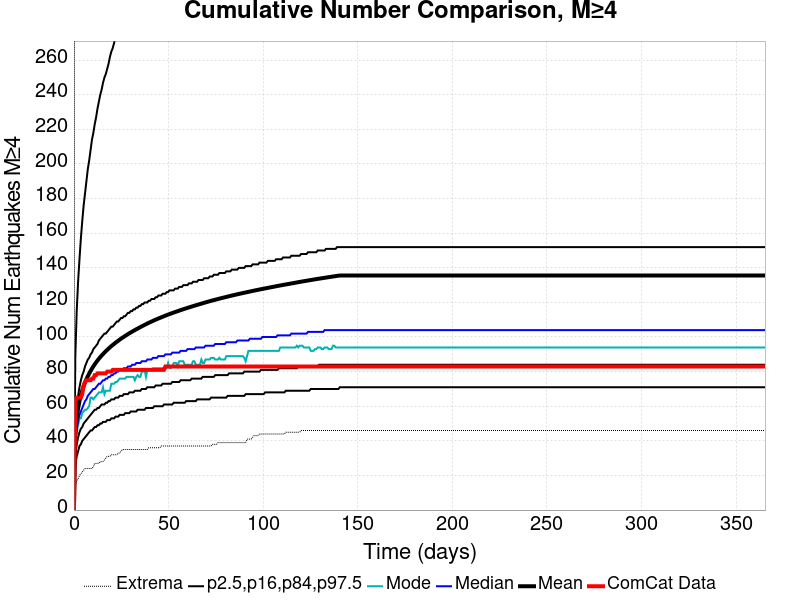 Cumulative Number Comparison, M≥4
Cumulative Num Earthquakes M≥4
260
240
220
200
180
160
140
120
100
80
60
40
20
0
0 50 100 150 200 250 300 350
Time (days)
Extrema p2.5,p16,p84,p97.5 Mode Median Mean ComCat Data